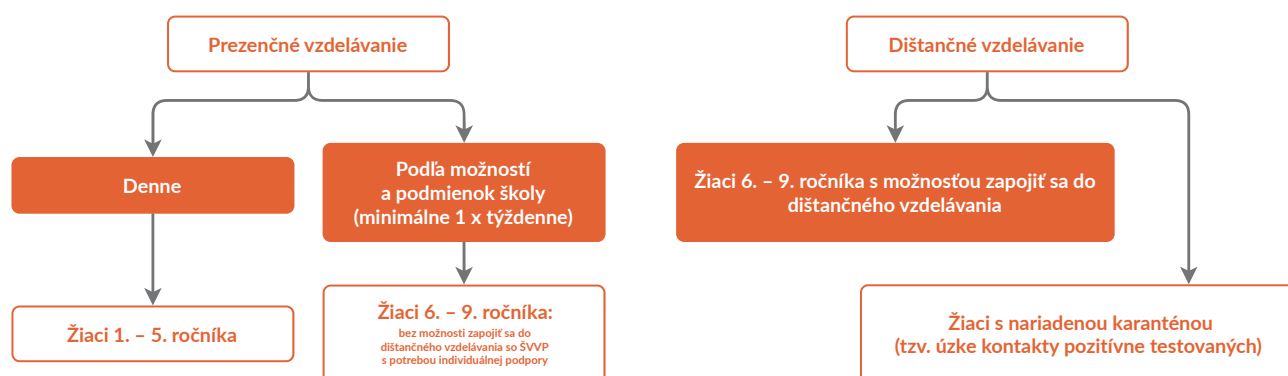 Prezenčné vzdelávanie
Denne
Podľa možností
a podmienok školy
(minimálne 1 x týždenne)
Žiaci 1. – 5. ročníka
Žiaci 6. – 9. ročníka:
bez možnosti zapojiť sa do
dištančného vzdelávania so ŠVVP
s potrebou individuálnej podpory
Dištančné vzdelávanie
Žiaci 6. – 9. ročníka s možnosťou zapojiť sa do
dištančného vzdelávania
Žiaci s nariadenou karanténou
(tzv. úzke kontakty pozitívne testovaných)